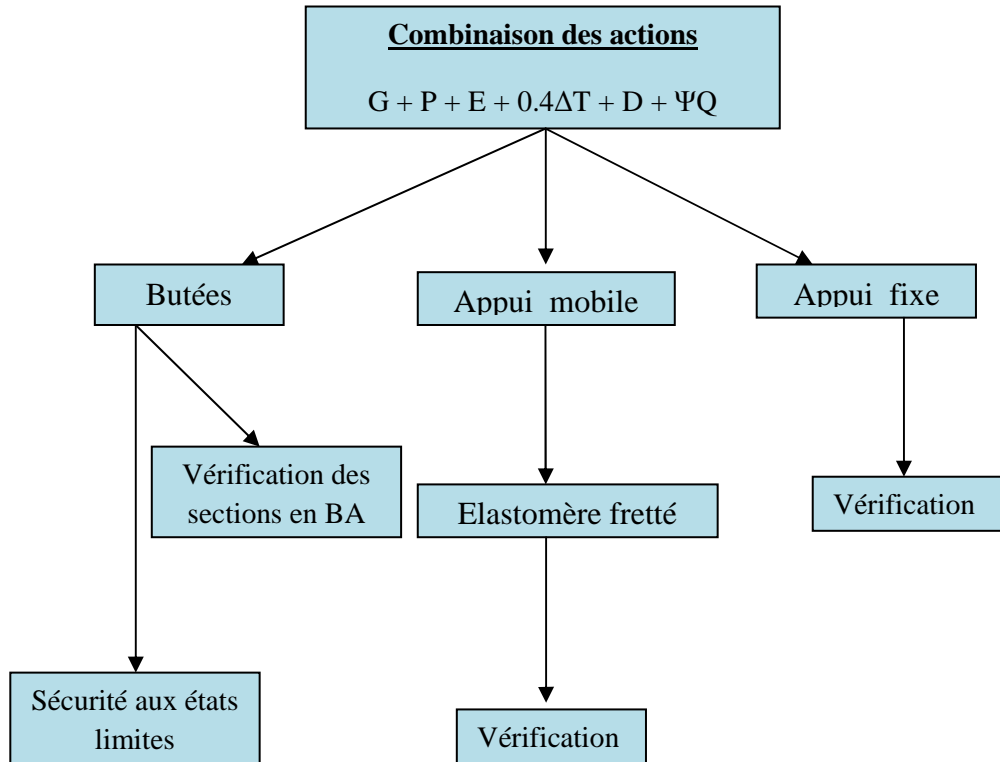 Combinaison des actions
G + P + E + 0.4ΔT + D + ΨQ
Butées
Appui mobile
Appui fixe
Vérification des
sections en BA
Elastomère fretté
Vérification
Sécurité aux états
limites
Vérification